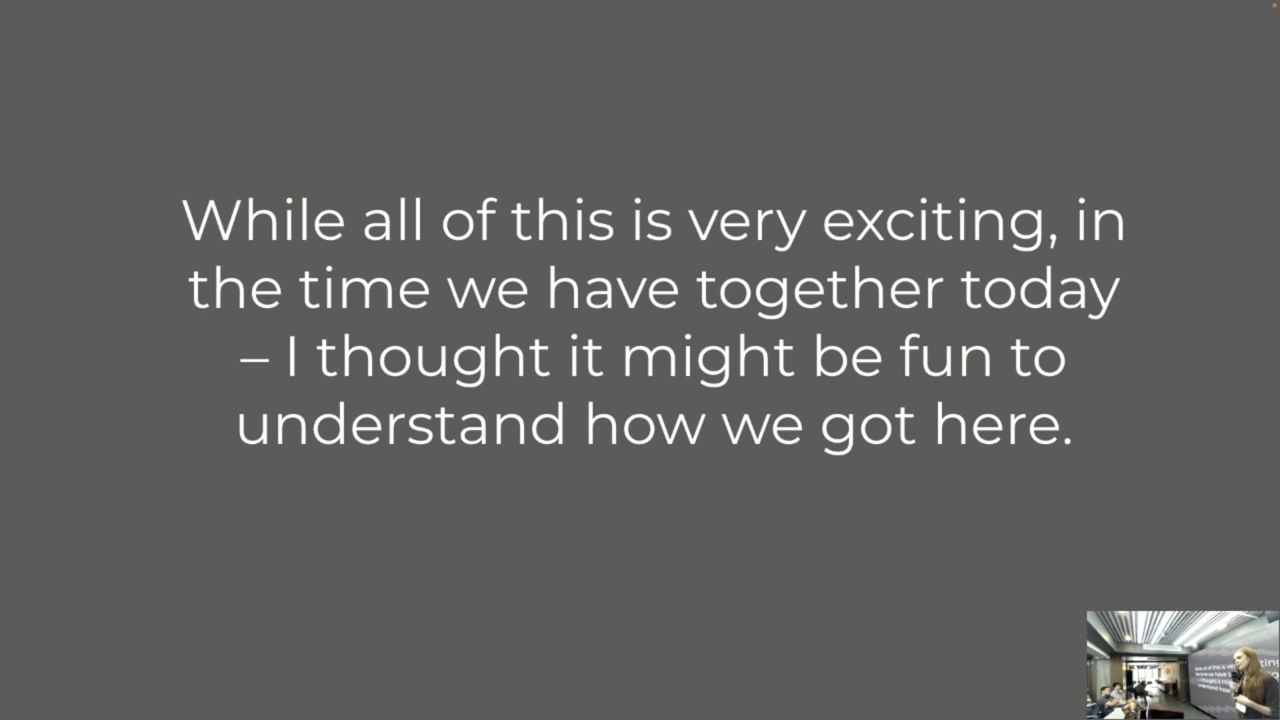 While all of this is very exciting, in
the time we have together today
– I thought it might be fun to
understand how we got here.